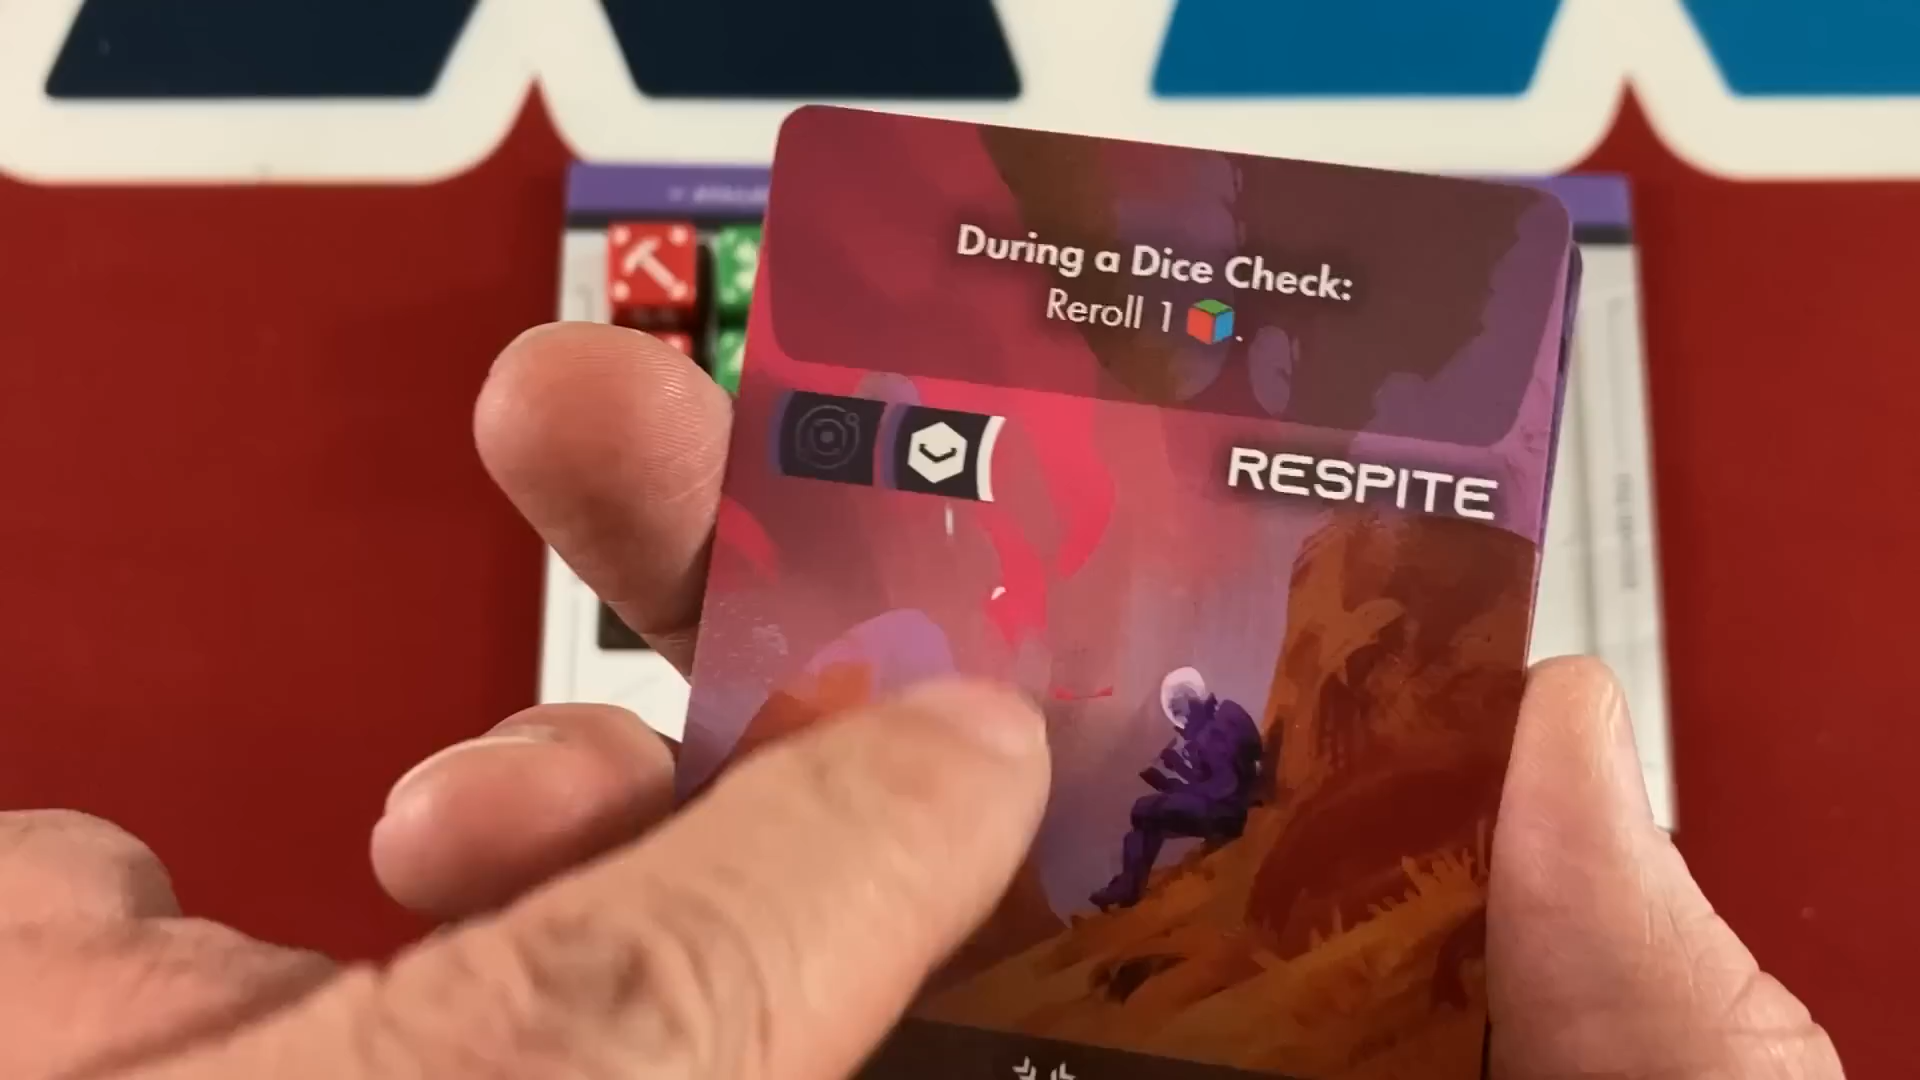 During a Dice Check:
Reroll 1 .
RESPITE